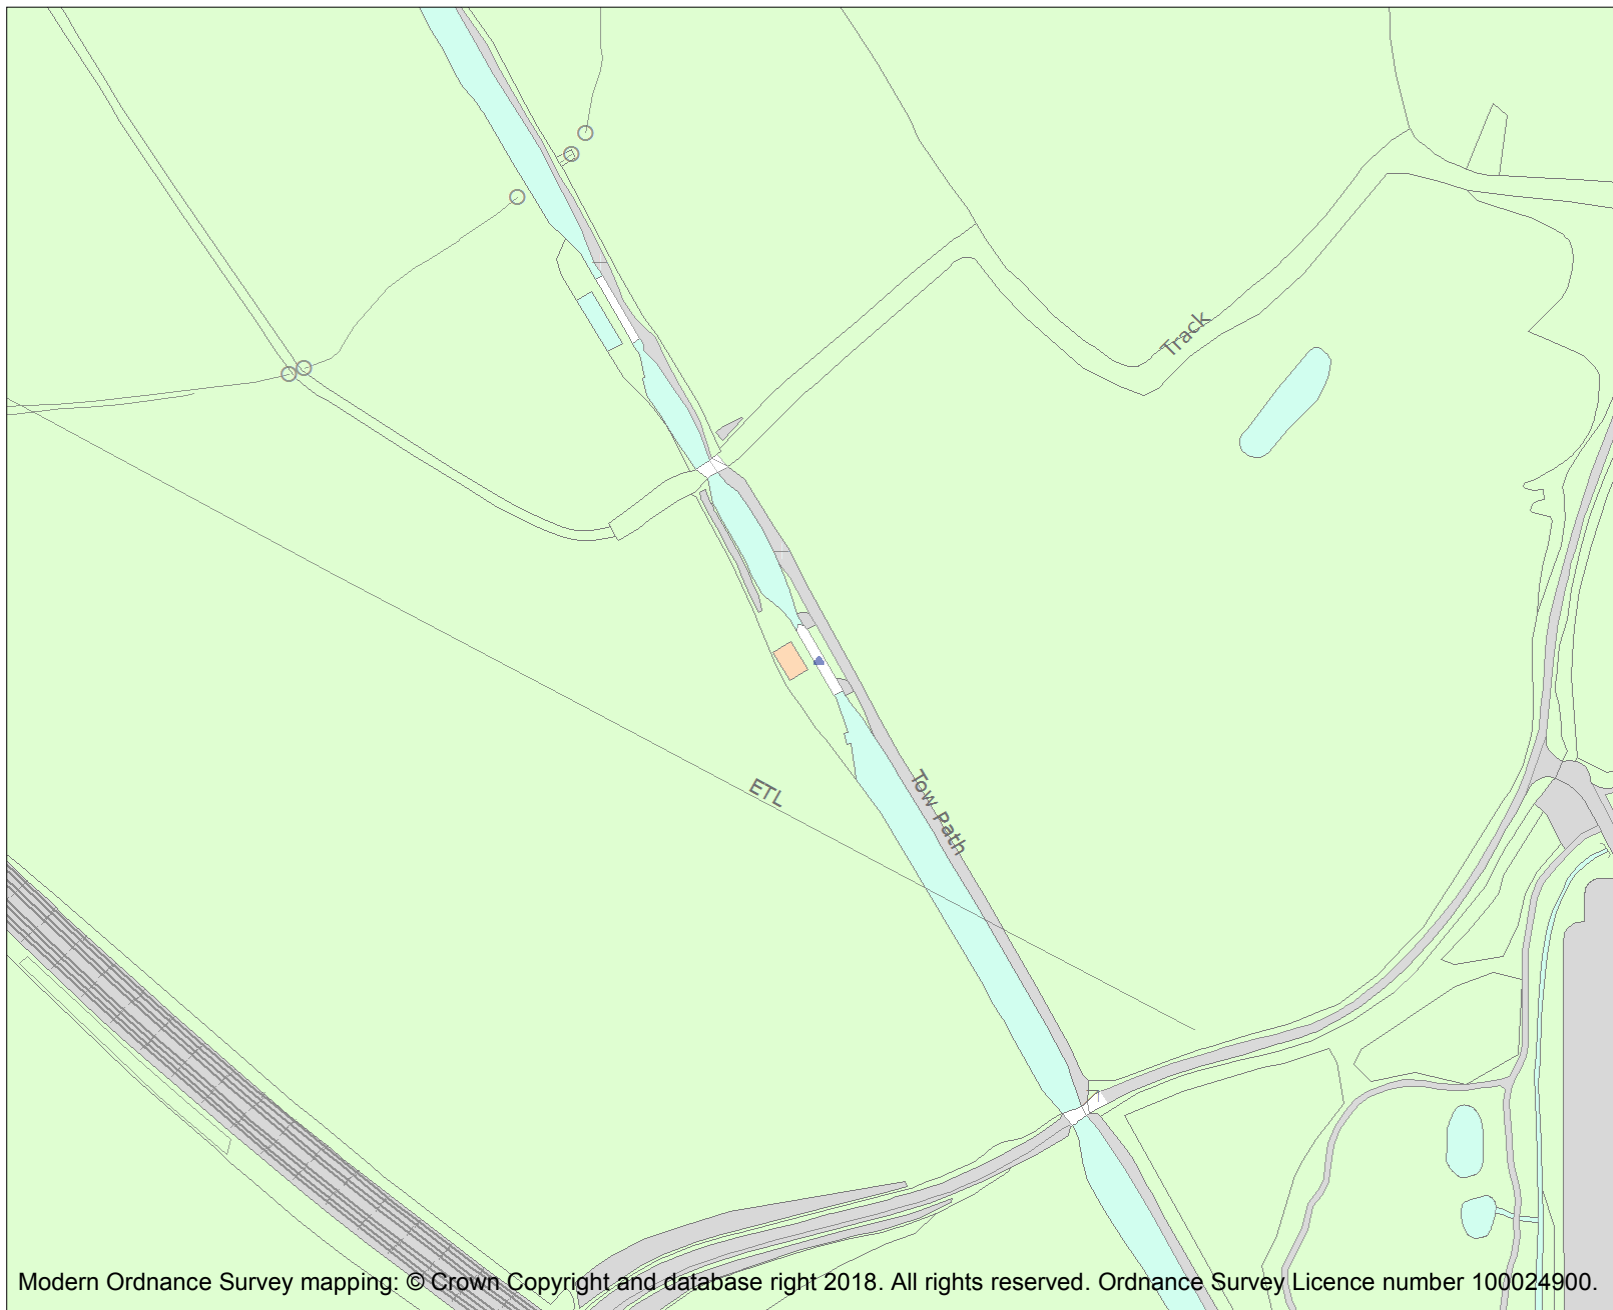 Track
ETL
Tow Path
Modern Ordnance Survey mapping: © Crown Copyright and database right 2018. All rights reserved. Ordnance Survey Licence number 100024900.